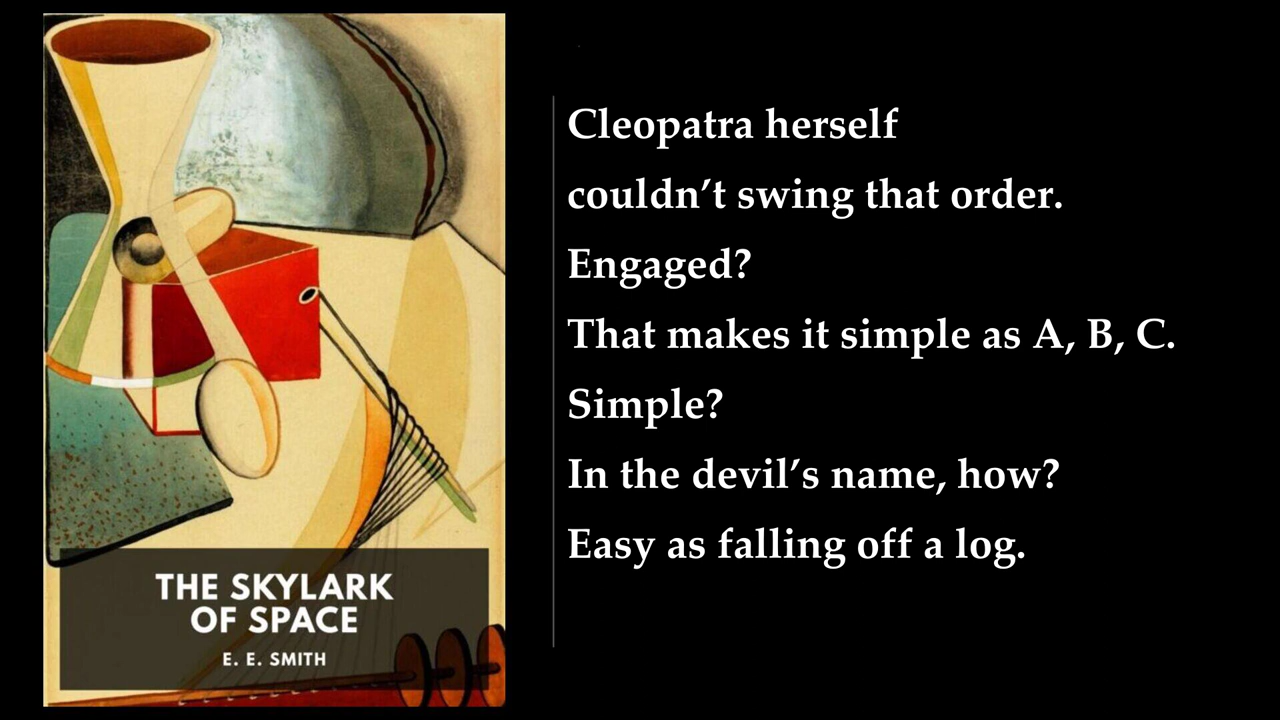 THE SKYLARK
OF SPACE
E. E. SMITH
Cleopatra herself
couldn’t swing that order.
Engaged?
That makes it simple as A, B, C.
Simple?
In the devil’s name, how?
Easy as falling off a log.